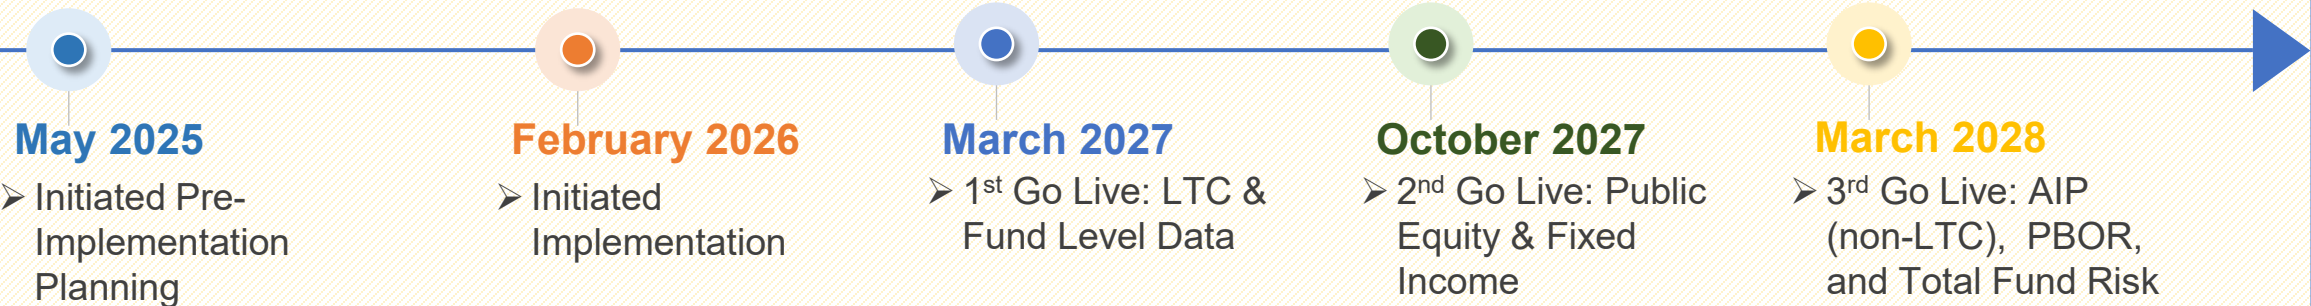 May 2025
➢ Initiated Pre-
Implementation
Planning
February 2026
➢ Initiated
Implementation
March 2027
➢ 1st Go Live: LTC &
Fund Level Data
October 2027
➢ 2nd Go Live: Public
Equity & Fixed
Income
March 2028
➢ 3rd Go Live: AIP
(non-LTC),  PBOR,
and Total Fund Risk